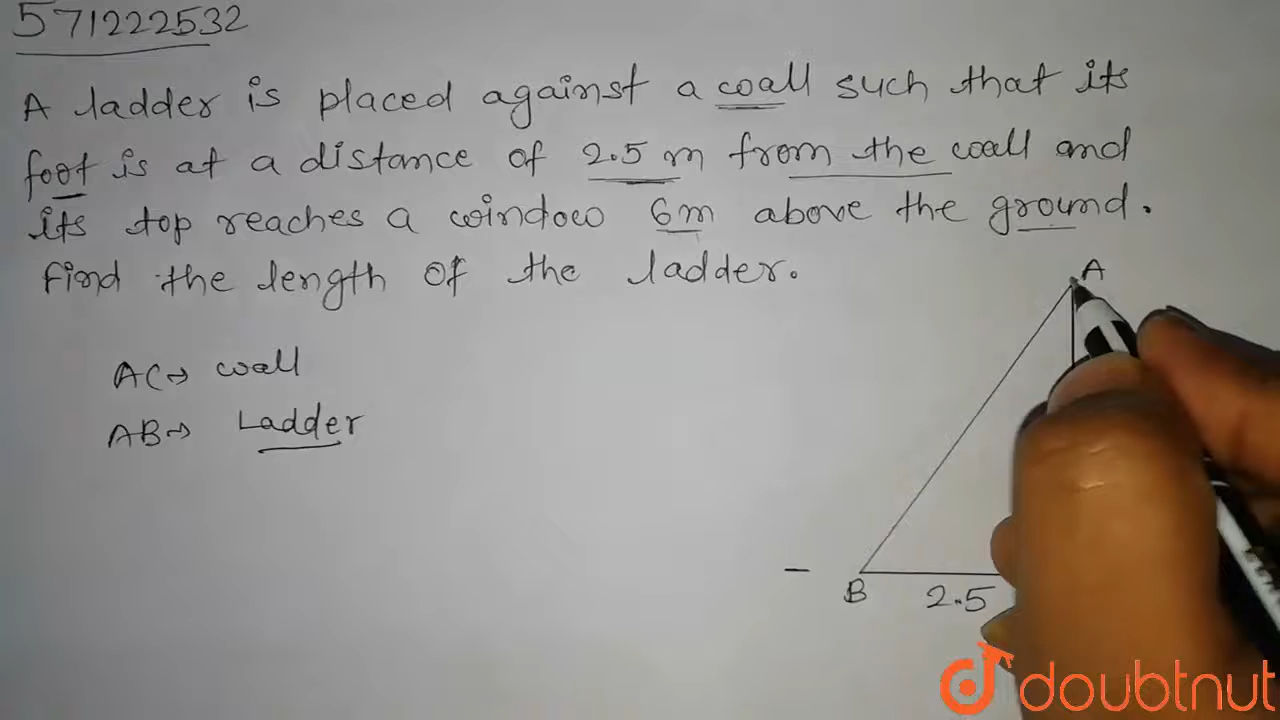 571222532
A ladder is placed against a wall such that its
foot is at a distance of 2.5 m from the wall and
its top reaches a window 6m above the ground.
Find the length of the ladder.
A
AC→ wall
AB→ Ladder
B 2.5
doubtnut